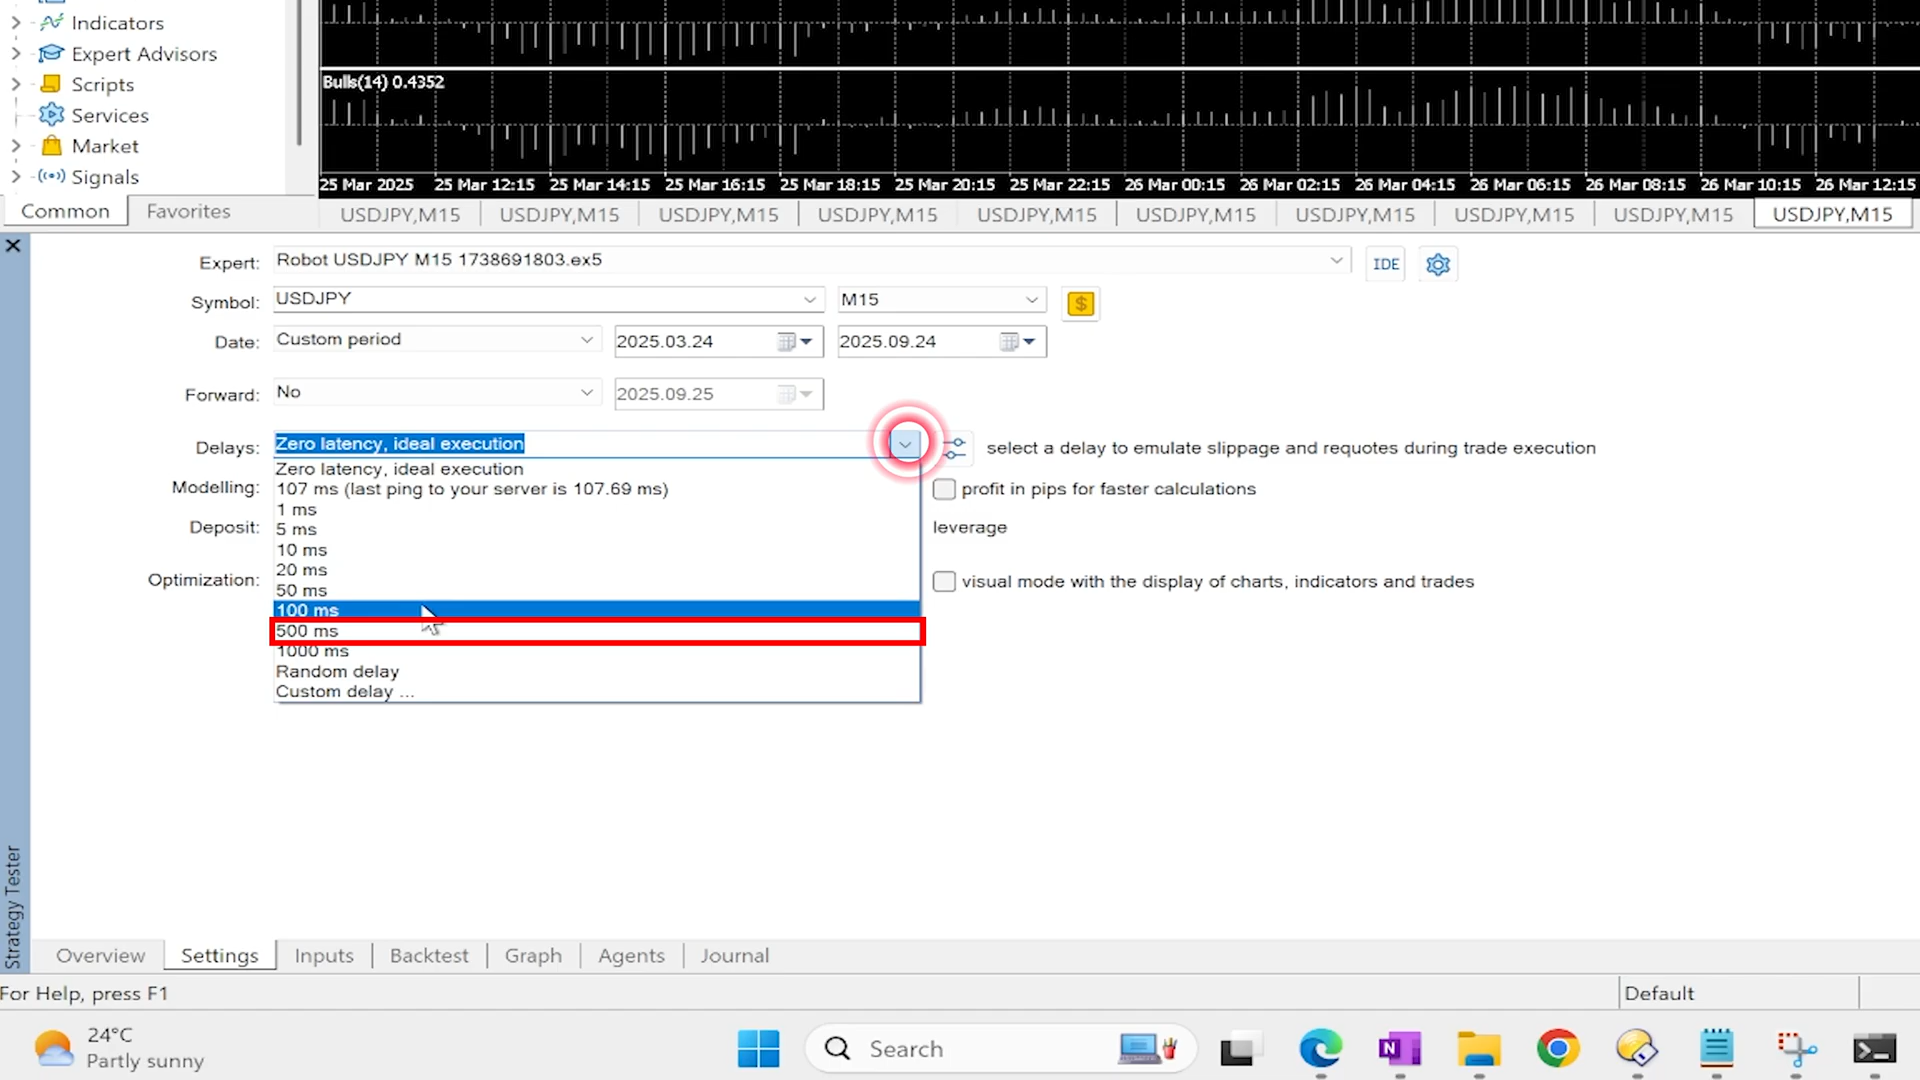 Indicators
Expert Advisors
Scripts
Services
Market
Signals
Common
Favorites
Bulls(14) 0.4352
25 Mar 2025
25 Mar 12:15
25 Mar 14:15
25 Mar 16:15
25 Mar 18:15
25 Mar 20:15
25 Mar 22:15
26 Mar 00:15
26 Mar 02:15
26 Mar 04:15
26 Mar 06:15
26 Mar 08:15
26 Mar 10:15
26 Mar 12:15
USDJPY,M15
USDJPY,M15
USDJPY,M15
USDJPY,M15
USDJPY,M15
USDJPY,M15
USDJPY,M15
USDJPY,M15
USDJPY,M15
USDJPY,M15
Expert: Robot USDJPY M15 1738691803.ex5 IDE
Symbol: USDJPY M15 $
Date: Custom period 2025.03.24 2025.09.24
Forward: No 2025.09.25
Delays: Zero latency, ideal execution select a delay to emulate slippage and requotes during trade execution
Zero latency, ideal execution
Modelling: 107 ms (last ping to your server is 107.69 ms) profit in pips for faster calculations
1 ms
Deposit: 5 ms leverage
10 ms
20 ms
Optimization: visual mode with the display of charts, indicators and trades
50 ms
100 ms
500 ms
1000 ms
Random delay
Custom delay ...
Strategy Tester
Overview
Settings
Inputs
Backtest
Graph
Agents
Journal
For Help, press F1
Default
24°C
Partly sunny
Search
N